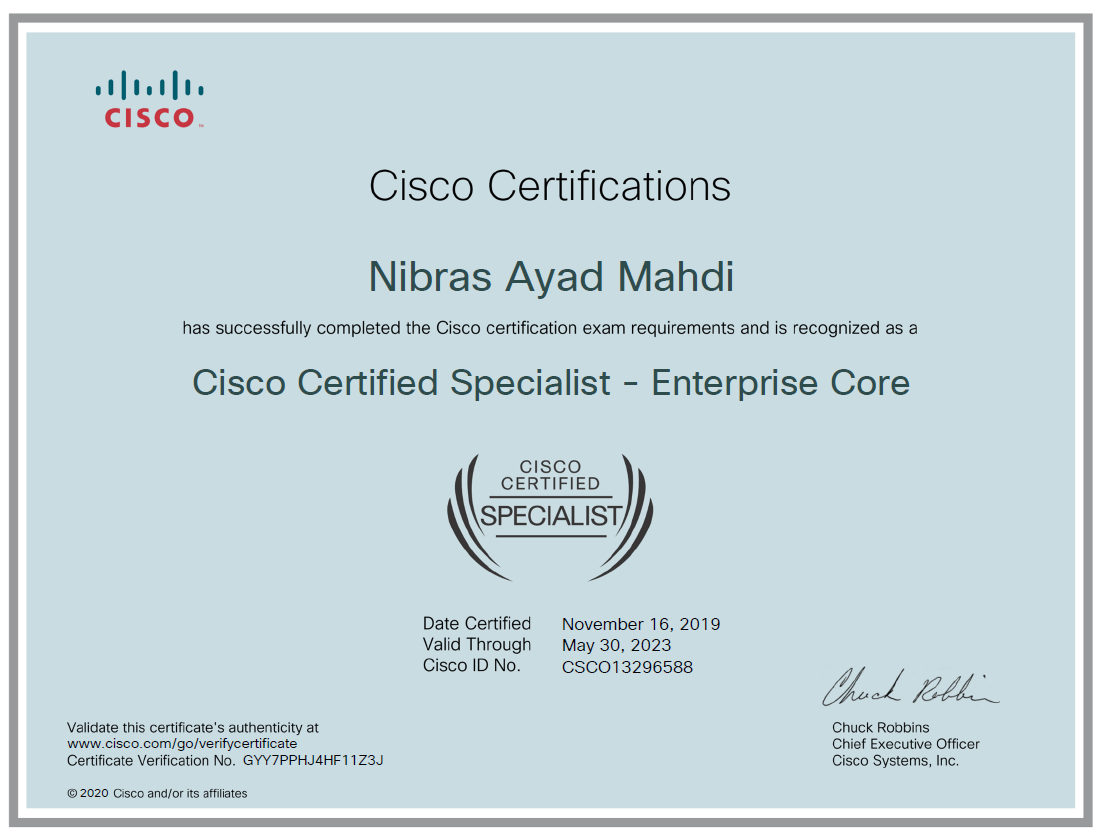 CISCO™
Cisco Certifications
Nibras Ayad Mahdi
has successfully completed the Cisco certification exam requirements and is recognized as a
Cisco Certified Specialist - Enterprise Core
CISCO
CERTIFIED
SPECIALIST
Date Certified November 16, 2019
Valid Through May 30, 2023
Cisco ID No. CSCO13296588
Chuck Robbins
Validate this certificate's authenticity at
www.cisco.com/go/verifycertificate
Certificate Verification No. GYY7PPHJ4HF11Z3J
Chuck Robbins
Chief Executive Officer
Cisco Systems, Inc.
© 2020 Cisco and/or its affiliates